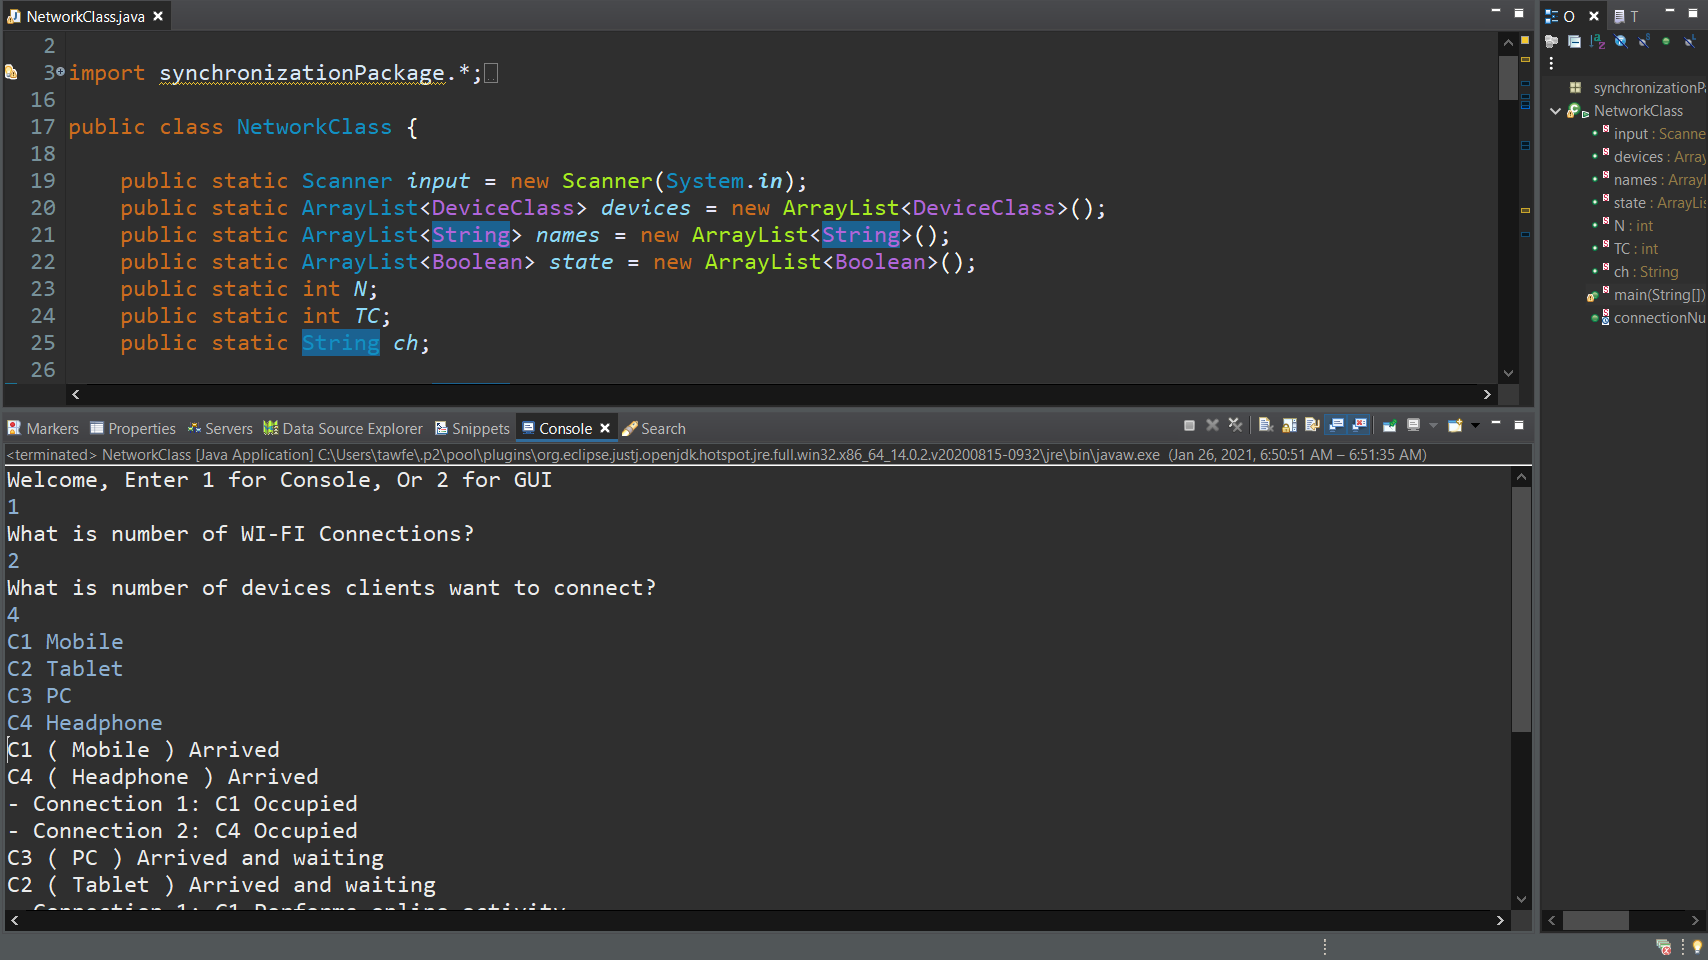 NetworkClass.java
2
3 import synchronizationPackage.*;
16
17 public class NetworkClass {
18
19 public static Scanner input = new Scanner(System.in);
20 public static ArrayList<DeviceClass> devices = new ArrayList<DeviceClass>();
21 public static ArrayList<String> names = new ArrayList<String>();
22 public static ArrayList<Boolean> state = new ArrayList<Boolean>();
23 public static int N;
24 public static int TC;
25 public static String ch;
26
O T
synchronizationPa
NetworkClass
input : Scanne
devices : Array
names : ArrayL
state : ArrayLis
N : int
TC : int
ch : String
main(String[])
connectionNu
Markers Properties Servers Data Source Explorer Snippets Console Search
<terminated> NetworkClass [Java Application] C:\Users\tawfe\.p2\pool\plugins\org.eclipse.justj.openjdk.hotspot.jre.full.win32.x86_64_14.0.2.v20200815-0932\jre\bin\javaw.exe (Jan 26, 2021, 6:50:51 AM – 6:51:35 AM)
Welcome, Enter 1 for Console, Or 2 for GUI
1
What is number of WI-FI Connections?
2
What is number of devices clients want to connect?
4
C1 Mobile
C2 Tablet
C3 PC
C4 Headphone
C1 ( Mobile ) Arrived
C4 ( Headphone ) Arrived
- Connection 1: C1 Occupied
- Connection 2: C4 Occupied
C3 ( PC ) Arrived and waiting
C2 ( Tablet ) Arrived and waiting
- Connection 1: C1 Performs online activity